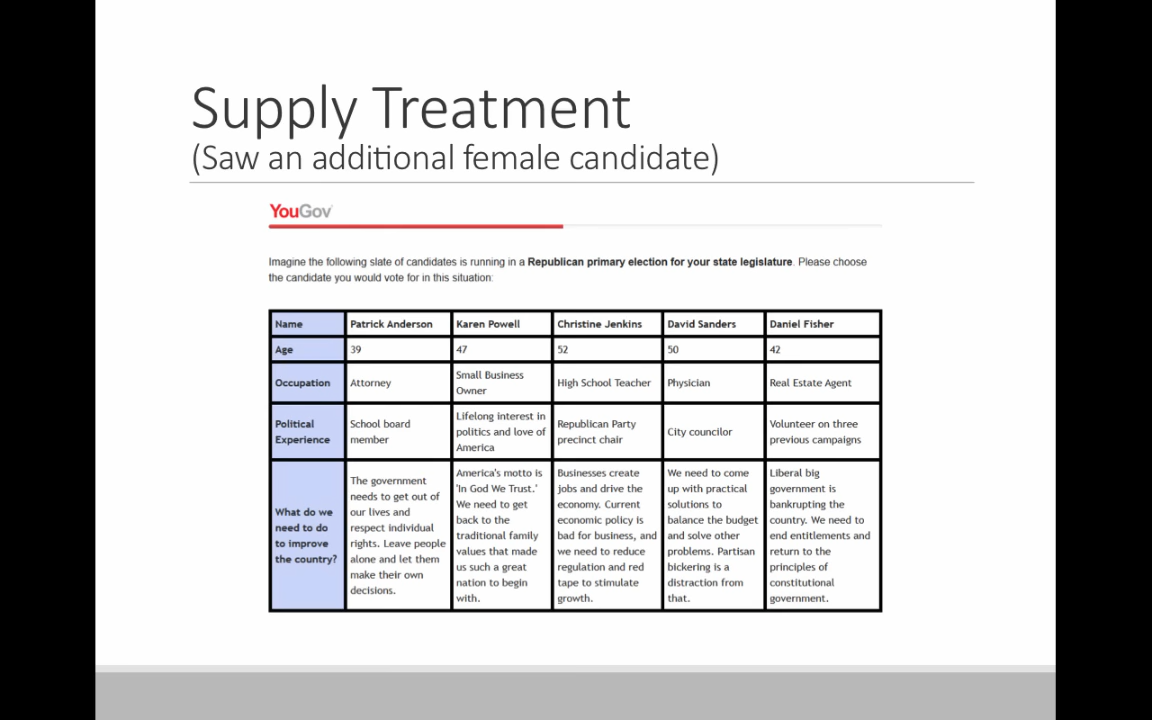 Supply Treatment
(Saw an additional female candidate)
YouGov
Imagine the following slate of candidates is running in a Republican primary election for your state legislature. Please choose
the candidate you would vote for in this situation:
Name Patrick Anderson Karen Powell Christine Jenkins David Sanders Daniel Fisher
Age 39 47 52 50 42
Occupation
Attorney
Small Business
Owner
High School Teacher
Physician
Real Estate Agent
Political
Experience
School board
member
Lifelong interest in
politics and love of
America
Republican Party
precinct chair
City councilor
Volunteer on three
previous campaigns
What do we
need to do
to improve
the country?
The government
needs to get out of
our lives and
respect individual
rights. Leave people
alone and let them
make their own
decisions.
America's motto is
'In God We Trust.'
We need to get
back to the
traditional family
values that made
us such a great
nation to begin
with.
Businesses create
jobs and drive the
economy. Current
economic policy is
bad for business, and
we need to reduce
regulation and red
tape to stimulate
growth.
We need to come
up with practical
solutions to
balance the budget
and solve other
problems. Partisan
bickering is a
distraction from
that.
Liberal big
government is
bankrupting the
country. We need to
end entitlements and
return to the
principles of
constitutional
government.